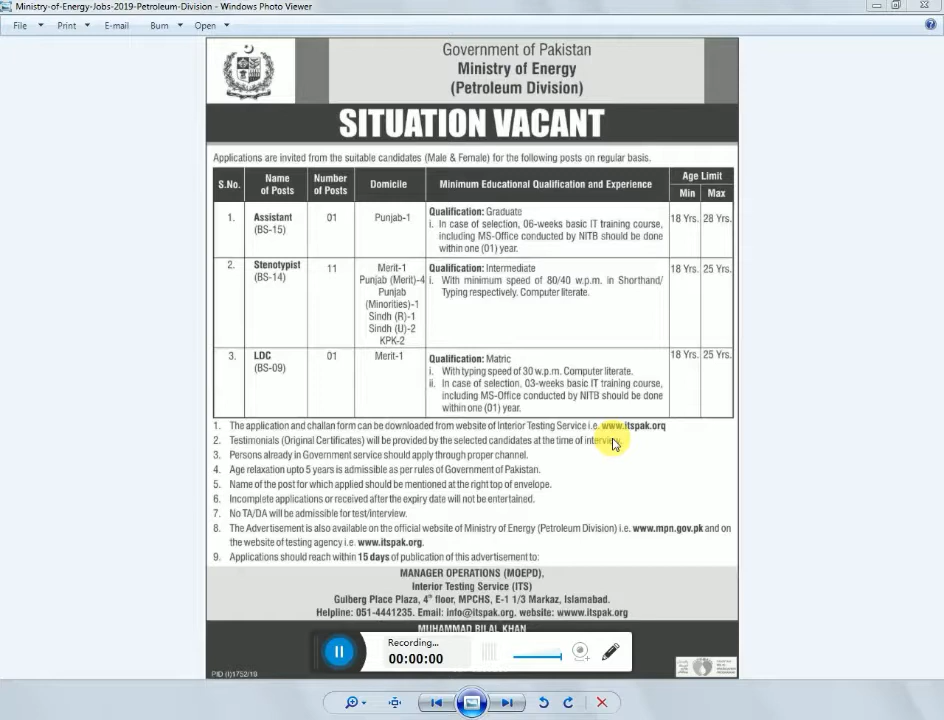 Ministry-of-Energy-Jobs-2019-Petroleum-Division - Windows Photo Viewer
File Print E-mail Burn Open
Government of Pakistan
Ministry of Energy
(Petroleum Division)
SITUATION VACANT
Applications are invited from the suitable candidates (Male & Female) for the following posts on regular basis.
S.No. Name of Posts Number of Posts Domicile Minimum Educational Qualification and Experience Age Limit Min Max
1. Assistant (BS-15) 01 Punjab-1 Qualification: Graduate 18 Yrs. 28 Yrs.
i. In case of selection, 06-weeks basic IT training course,
including MS-Office conducted by NITB should be done
within one (01) year.
2. Stenotypist (BS-14) 11 Merit-1 Qualification: Intermediate 18 Yrs. 25 Yrs.
Punjab (Merit)-4 i. With minimum speed of 80/40 w.p.m. in Shorthand/
Punjab Typing respectively. Computer literate.
(Minorities)-1
Sindh (R)-1
Sindh (U)-2
KPK-2
3. LDC (BS-09) 01 Merit-1 Qualification: Matric 18 Yrs. 25 Yrs.
i. With typing speed of 30 w.p.m. Computer literate.
ii. In case of selection, 03-weeks basic IT training course,
including MS-Office conducted by NITB should be done
within one (01) year.
1. The application and challan form can be downloaded from website of Interior Testing Service i.e. www.itspak.org
2. Testimonials (Original Certificates) will be provided by the selected candidates at the time of interview.
3. Persons already in Government service should apply through proper channel.
4. Age relaxation upto 5 years is admissible as per rules of Government of Pakistan.
5. Name of the post for which applied should be mentioned at the right top of envelope.
6. Incomplete applications or received after the expiry date will not be entertained.
7. No TA/DA will be admissible for test/interview.
8. The Advertisement is also available on the official website of Ministry of Energy (Petroleum Division) i.e. www.mpn.gov.pk and on
the website of testing agency i.e. www.itspak.org.
9. Applications should reach within 15 days of publication of this advertisement to:
MANAGER OPERATIONS (MOEPD),
Interior Testing Service (ITS)
Gulberg Place Plaza, 4th floor, MPCHS, E-1 1/3 Markaz, Islamabad.
Helpline: 051-4441235. Email: info@itspak.org. website: wwww.itspak.org
MUHAMMAD BILAL KHAN
Recording...
00:00:00
PID (I)1752/19